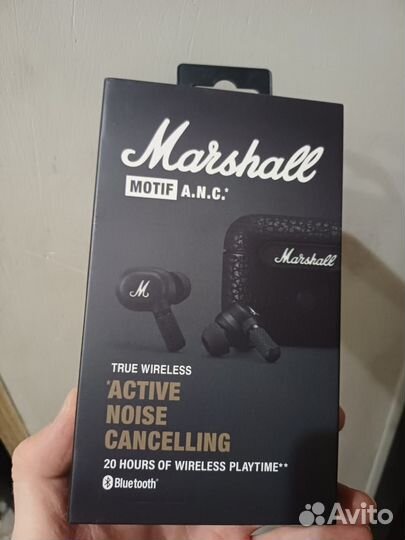 Marshall
MOTIF A.N.C.*
Marshall
M
TRUE WIRELESS
*ACTIVE
NOISE
CANCELLING
20 HOURS OF WIRELESS PLAYTIME**
Bluetooth®
Avito